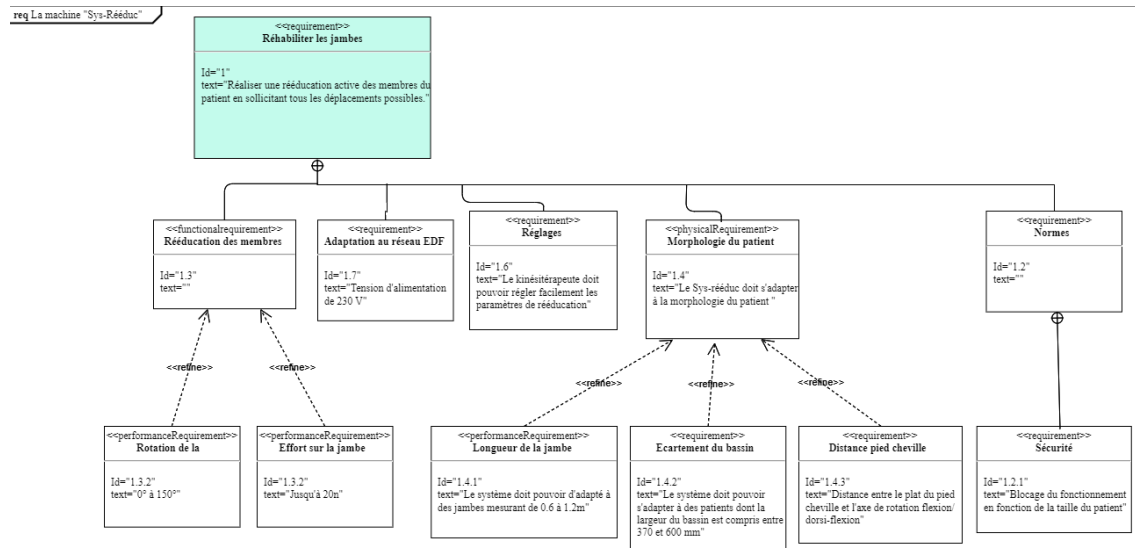 req La machine "Sys-Rééduc"
<<requirement>>
Réhabiliter les jambes
Id="1"
text="Réaliser une rééducation active des membres du
patient en sollicitant tous les déplacements possibles."
<<functionalrequirement>>
Rééducation des membres
Id="1.3"
text=""
<<requirement>>
Adaptation au réseau EDF
Id="1.7"
text="Tension d'alimentation
de 230 V"
<<requirement>>
Réglages
Id="1.6"
text="Le kinésitérapeute doit
pouvoir régler facilement les
paramètres de rééducation"
<<physicalRequirement>>
Morphologie du patient
Id="1.4"
text="Le Sys-rééduc doit s'adapter
à la morphologie du patient "
<<requirement>>
Normes
Id="1.2"
text=""
<<refine>>
<<refine>>
<<refine>>
<<refine>>
<<refine>>
<<performanceRequirement>>
Rotation de la
Id="1.3.2"
text="0° à 150°"
<<performanceRequirement>>
Effort sur la jambe
Id="1.3.2"
text="Jusqu'à 20n"
<<performanceRequirement>>
Longueur de la jambe
Id="1.4.1"
text="Le système doit pouvoir d'adapté à
des jambes mesurant de 0.6 à 1.2m"
<<requirement>>
Ecartement du bassin
Id="1.4.2"
text="Le système doit pouvoir
s'adapter à des patients dont la
largeur du bassin est compris entre
370 et 600 mm"
<<requirement>>
Distance pied cheville
Id="1.4.3"
text="Distance entre le plat du pied
cheville et l'axe de rotation flexion/
dorsi-flexion"
<<requirement>>
Sécurité
Id="1.2.1"
text="Blocage du fonctionnement
en fonction de la taille du patient"